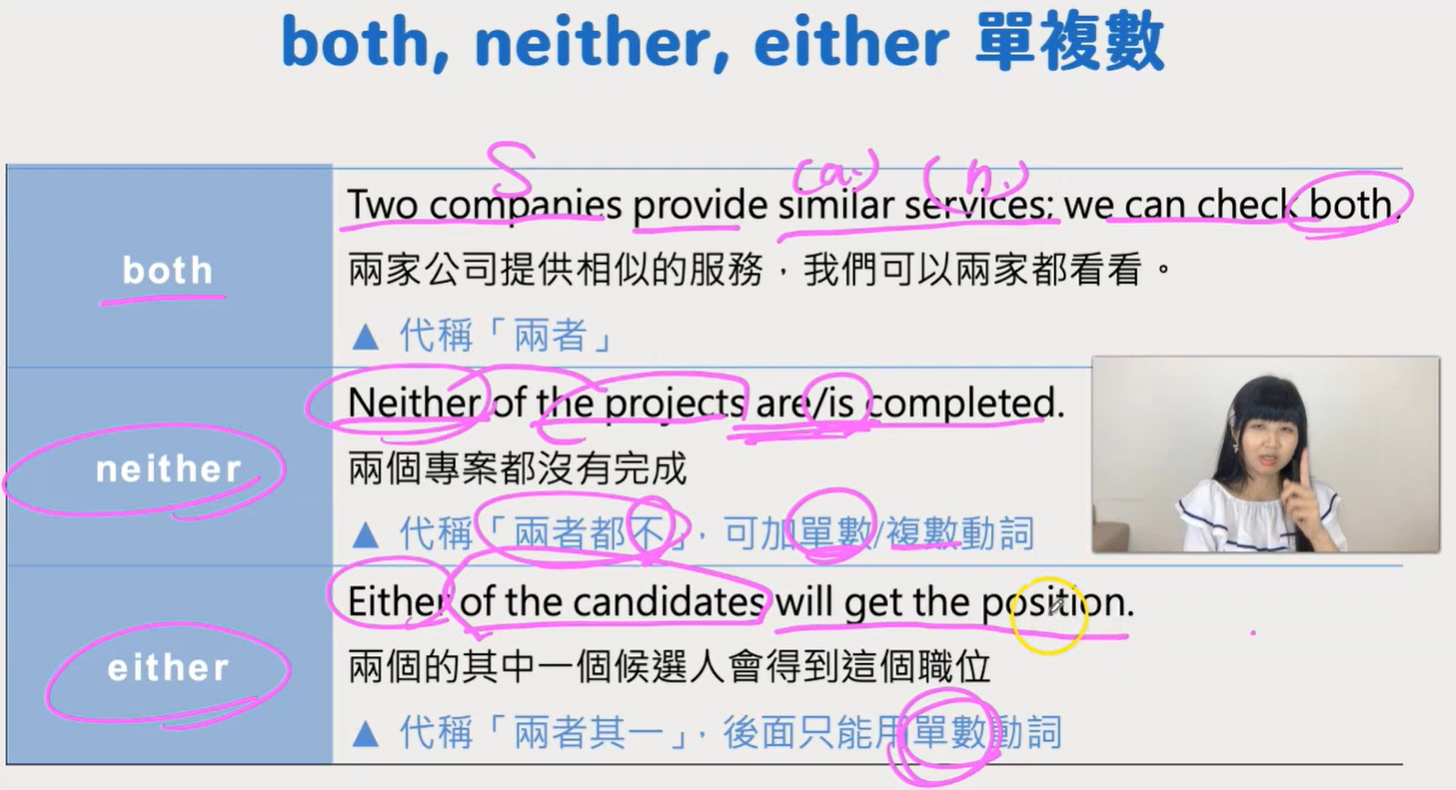 both, neither, either 單複數
S (a.) (n.)
Two companies provide similar services; we can check both.
both
兩家公司提供相似的服務，我們可以兩家都看看。
▲ 代稱「兩者」
Neither of the projects are/is completed.
neither
兩個專案都沒有完成
▲ 代稱「兩者都不」，可加單數/複數動詞
Either of the candidates will get the position.
either
兩個的其中一個候選人會得到這個職位
▲ 代稱「兩者其一」，後面只能用單數動詞